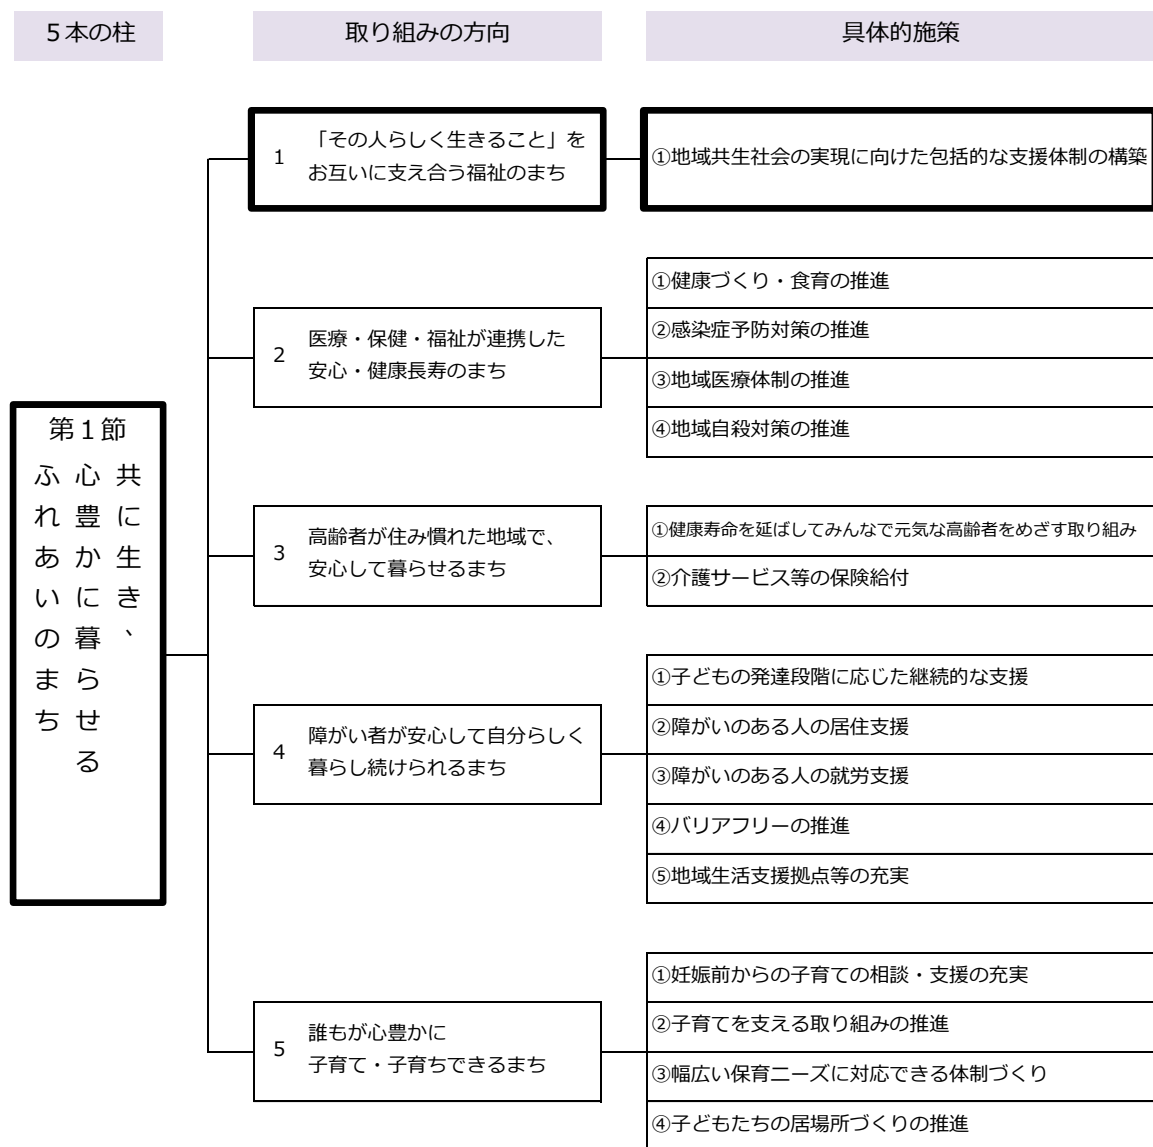 5本の柱
取り組みの方向
具体的施策
第1節
共に生き、
心豊かに暮らせる
ふれあいのまち
1
「その人らしく生きること」を
お互いに支え合う福祉のまち
①地域共生社会の実現に向けた包括的な支援体制の構築
2
医療・保健・福祉が連携した
安心・健康長寿のまち
①健康づくり・食育の推進
②感染症予防対策の推進
③地域医療体制の推進
④地域自殺対策の推進
3
高齢者が住み慣れた地域で、
安心して暮らせるまち
①健康寿命を延ばしてみんなで元気な高齢者をめざす取り組み
②介護サービス等の保険給付
4
障がい者が安心して自分らしく
暮らし続けられるまち
①子どもの発達段階に応じた継続的な支援
②障がいのある人の居住支援
③障がいのある人の就労支援
④バリアフリーの推進
⑤地域生活支援拠点等の充実
5
誰もが心豊かに
子育て・子育ちできるまち
①妊娠前からの子育ての相談・支援の充実
②子育てを支える取り組みの推進
③幅広い保育ニーズに対応できる体制づくり
④子どもたちの居場所づくりの推進